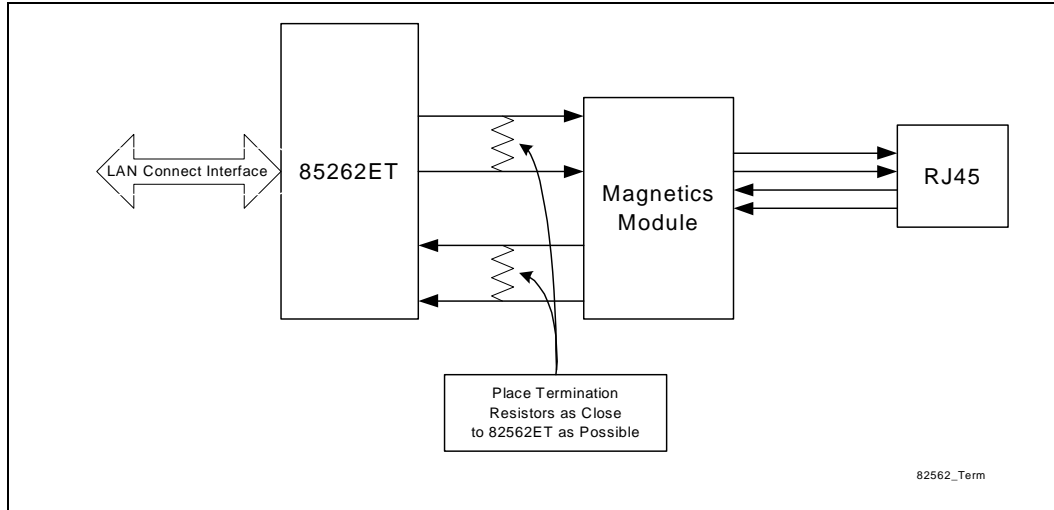 LAN Connect Interface
85262ET
Magnetics
Module
RJ45
Place Termination
Resistors as Close
to 82562ET as Possible
82562_Term